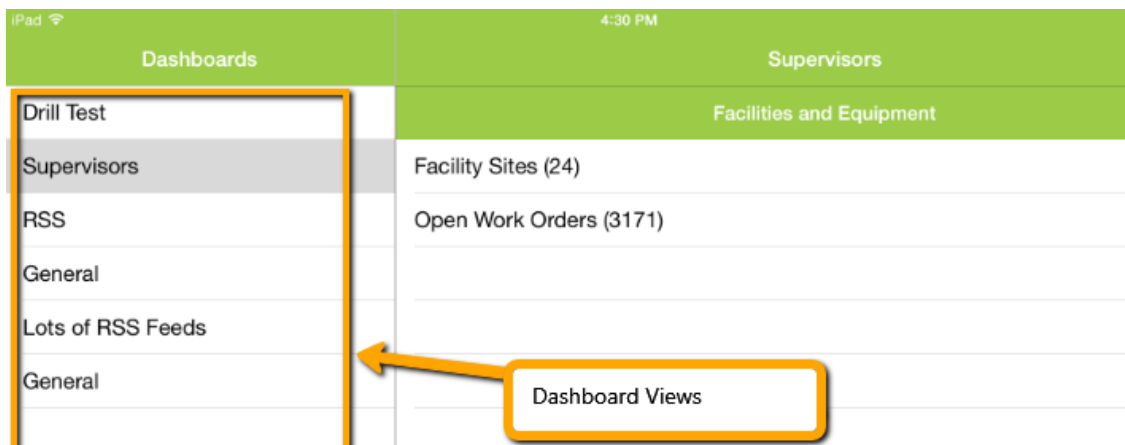 iPad
4:30 PM
Dashboards
Supervisors
Drill Test
Facilities and Equipment
Supervisors
Facility Sites (24)
RSS
Open Work Orders (3171)
General
Lots of RSS Feeds
General
Dashboard Views